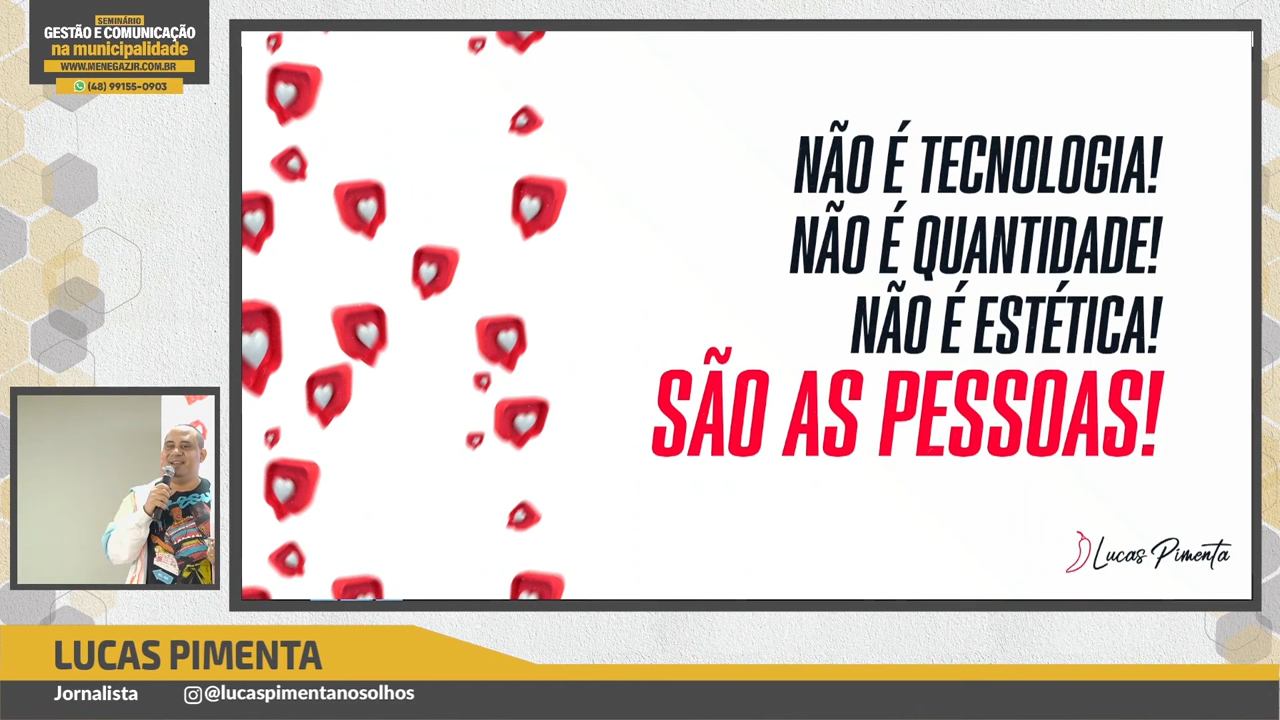 SEMINÁRIO
GESTÃO E COMUNICAÇÃO
na municipalidade
WWW.MENEGAZJR.COM.BR
(48) 99155-0903
NÃO É TECNOLOGIA!
NÃO É QUANTIDADE!
NÃO É ESTÉTICA!
SÃO AS PESSOAS!
Lucas Pimenta
LUCAS PIMENTA
Jornalista
@lucaspimentanosolhos